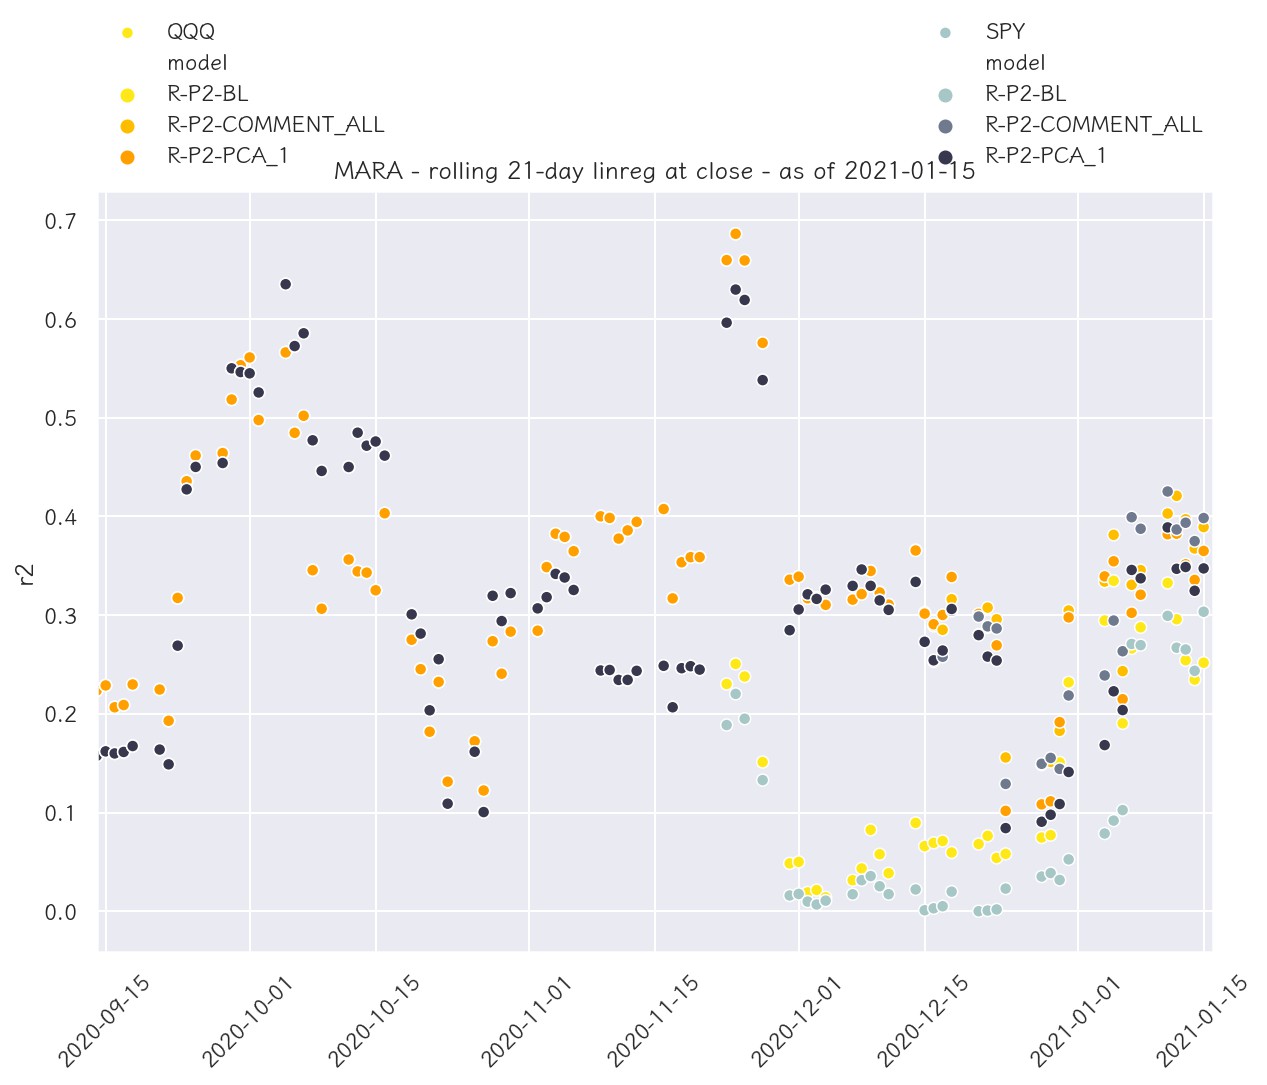 QQQ
model
R-P2-BL
R-P2-COMMENT_ALL
R-P2-PCA_1
SPY
model
R-P2-BL
R-P2-COMMENT_ALL
R-P2-PCA_1
MARA - rolling 21-day linreg at close - as of 2021-01-15
r2
0.7
0.6
0.5
0.4
0.3
0.2
0.1
0.0
2020-09-15
2020-10-01
2020-10-15
2020-11-01
2020-11-15
2020-12-01
2020-12-15
2021-01-01
2021-01-15